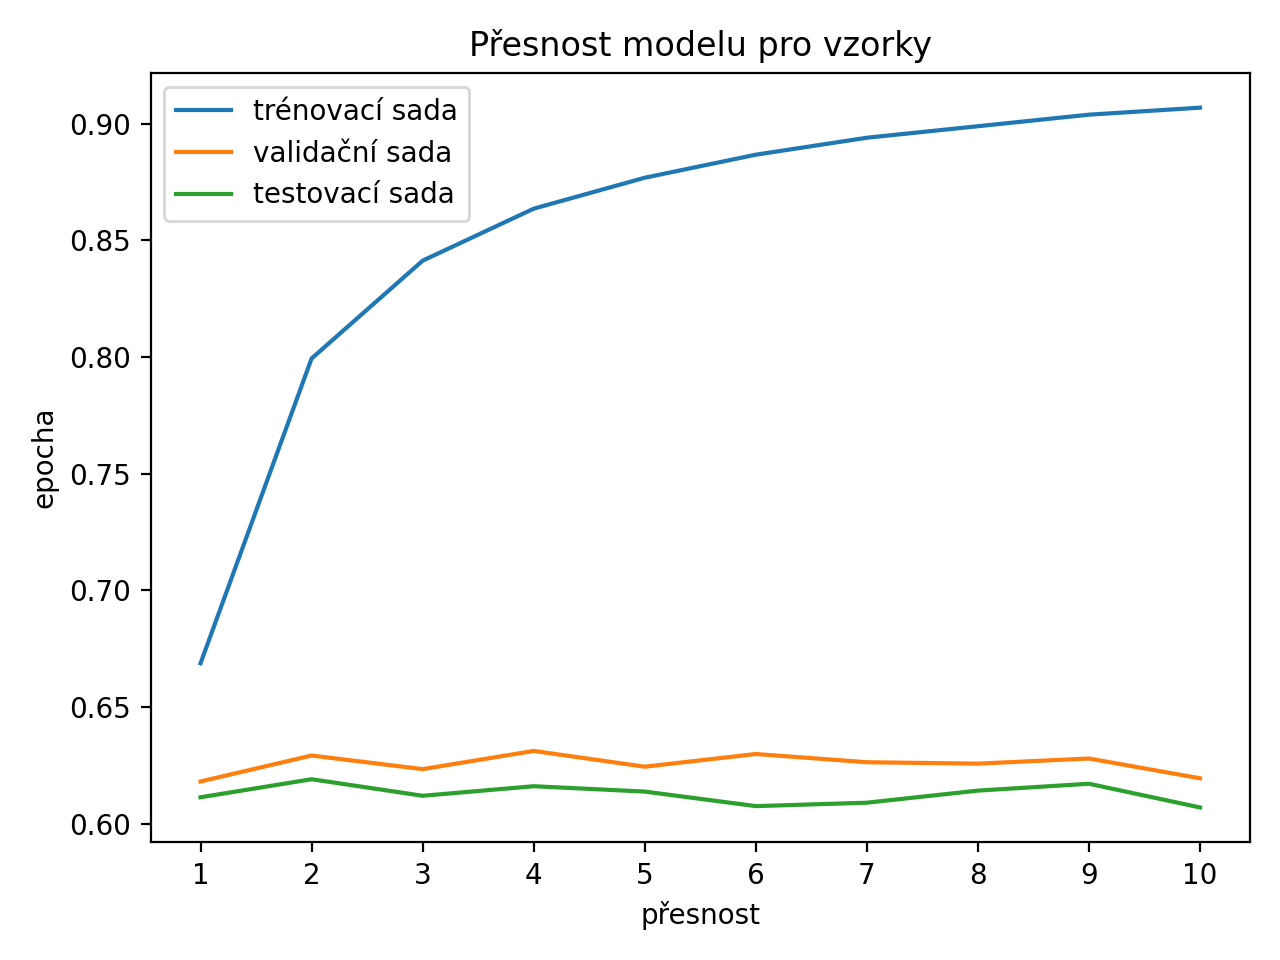 Přesnost modelu pro vzorky
trénovací sada
validační sada
testovací sada
0.90
0.85
0.80
0.75
0.70
0.65
0.60
epocha
1 2 3 4 5 6 7 8 9 10
přesnost